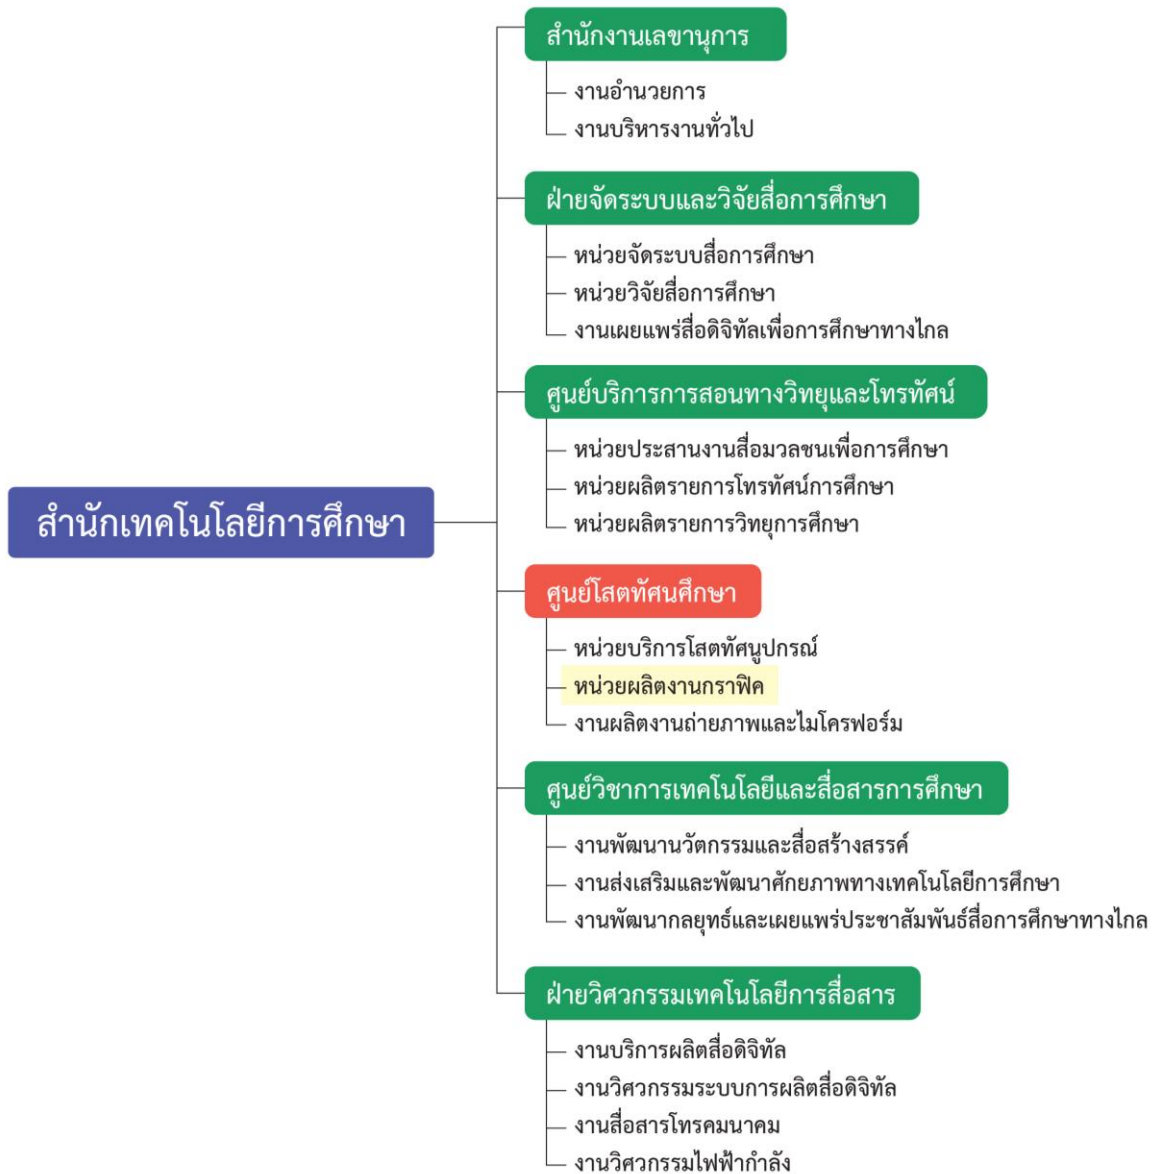 สำนักเทคโนโลยีการศึกษา
สำนักงานเลขานุการ
งานอำนวยการ
งานบริหารงานทั่วไป
ฝ่ายจัดระบบและวิจัยสื่อการศึกษา
หน่วยจัดระบบสื่อการศึกษา
หน่วยวิจัยสื่อการศึกษา
งานเผยแพร่สื่อดิจิทัลเพื่อการศึกษาทางไกล
ศูนย์บริการการสอนทางวิทยุและโทรทัศน์
หน่วยประสานงานสื่อมวลชนเพื่อการศึกษา
หน่วยผลิตรายการโทรทัศน์การศึกษา
หน่วยผลิตรายการวิทยุการศึกษา
ศูนย์โสตทัศนศึกษา
หน่วยบริการโสตทัศนูปกรณ์
หน่วยผลิตงานกราฟิค
งานผลิตงานถ่ายภาพและไมโครฟอร์ม
ศูนย์วิชาการเทคโนโลยีและสื่อสารการศึกษา
งานพัฒนานวัตกรรมและสื่อสร้างสรรค์
งานส่งเสริมและพัฒนาศักยภาพทางเทคโนโลยีการศึกษา
งานพัฒนากลยุทธ์และเผยแพร่ประชาสัมพันธ์สื่อการศึกษาทางไกล
ฝ่ายวิศวกรรมเทคโนโลยีการสื่อสาร
งานบริการผลิตสื่อดิจิทัล
งานวิศวกรรมระบบการผลิตสื่อดิจิทัล
งานสื่อสารโทรคมนาคม
งานวิศวกรรมไฟฟ้ากำลัง